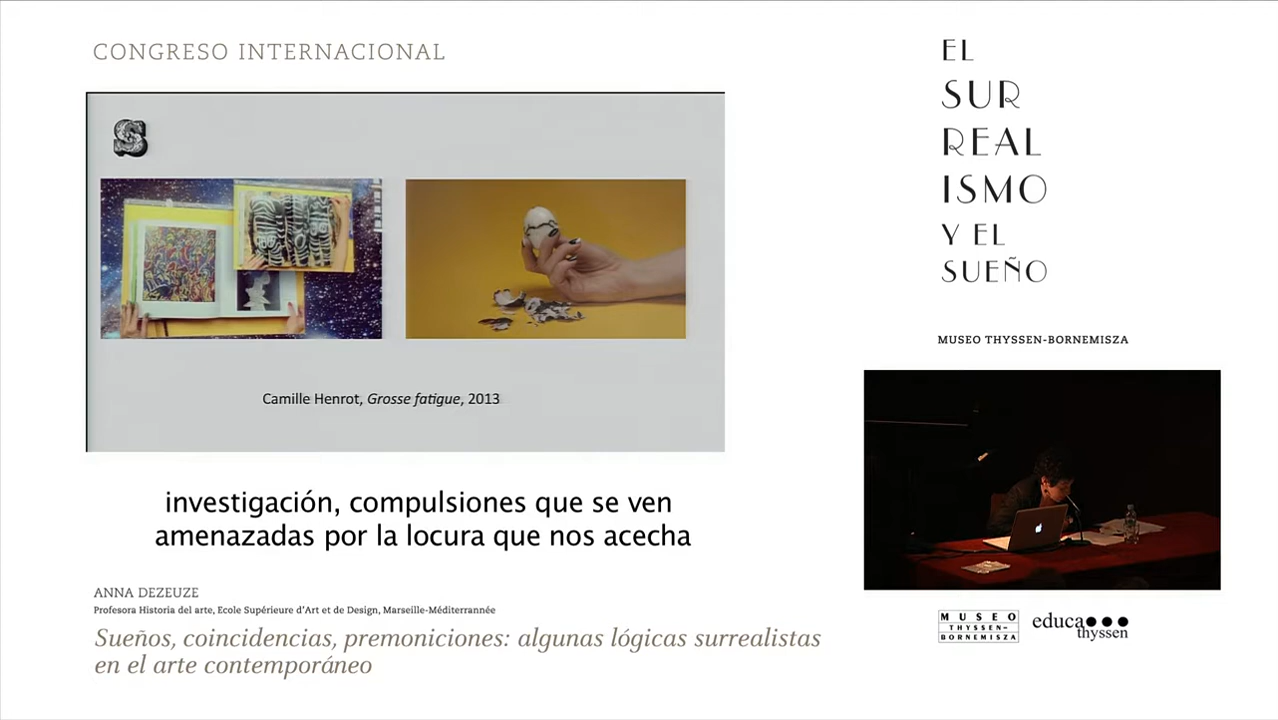 CONGRESO INTERNACIONAL
S
Camille Henrot, Grosse fatigue, 2013
investigación, compulsiones que se ven
amenazadas por la locura que nos acecha
ANNA DEZEUZE
Profesora Historia del arte, Ecole Supérieure d'Art et de Design, Marseille-Méditerrannée
Sueños, coincidencias, premoniciones: algunas lógicas surrealistas
en el arte contemporáneo
EL
SUR
REAL
ISMO
Y EL
SUEÑO
MUSEO THYSSEN-BORNEMISZA
MUSEO
THYSSEN-
BORNEMISZA
educa
thyssen